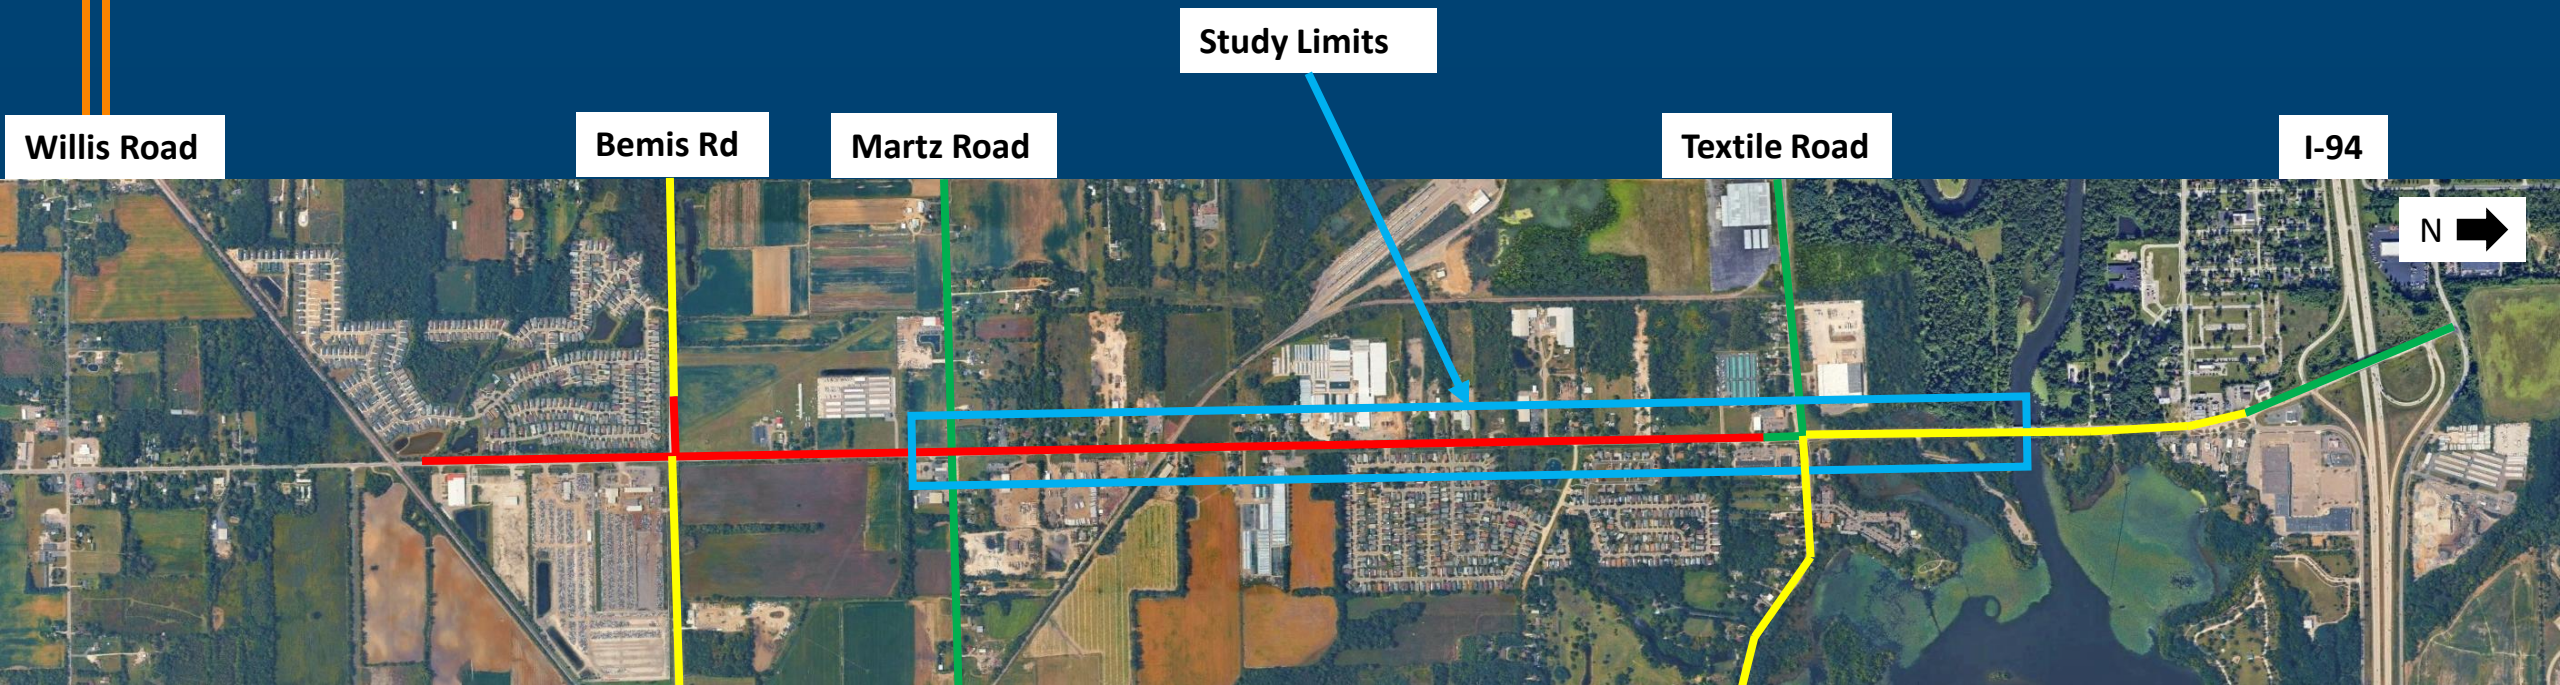 Study Limits
Willis Road
Bemis Rd
Martz Road
Textile Road
I-94
N